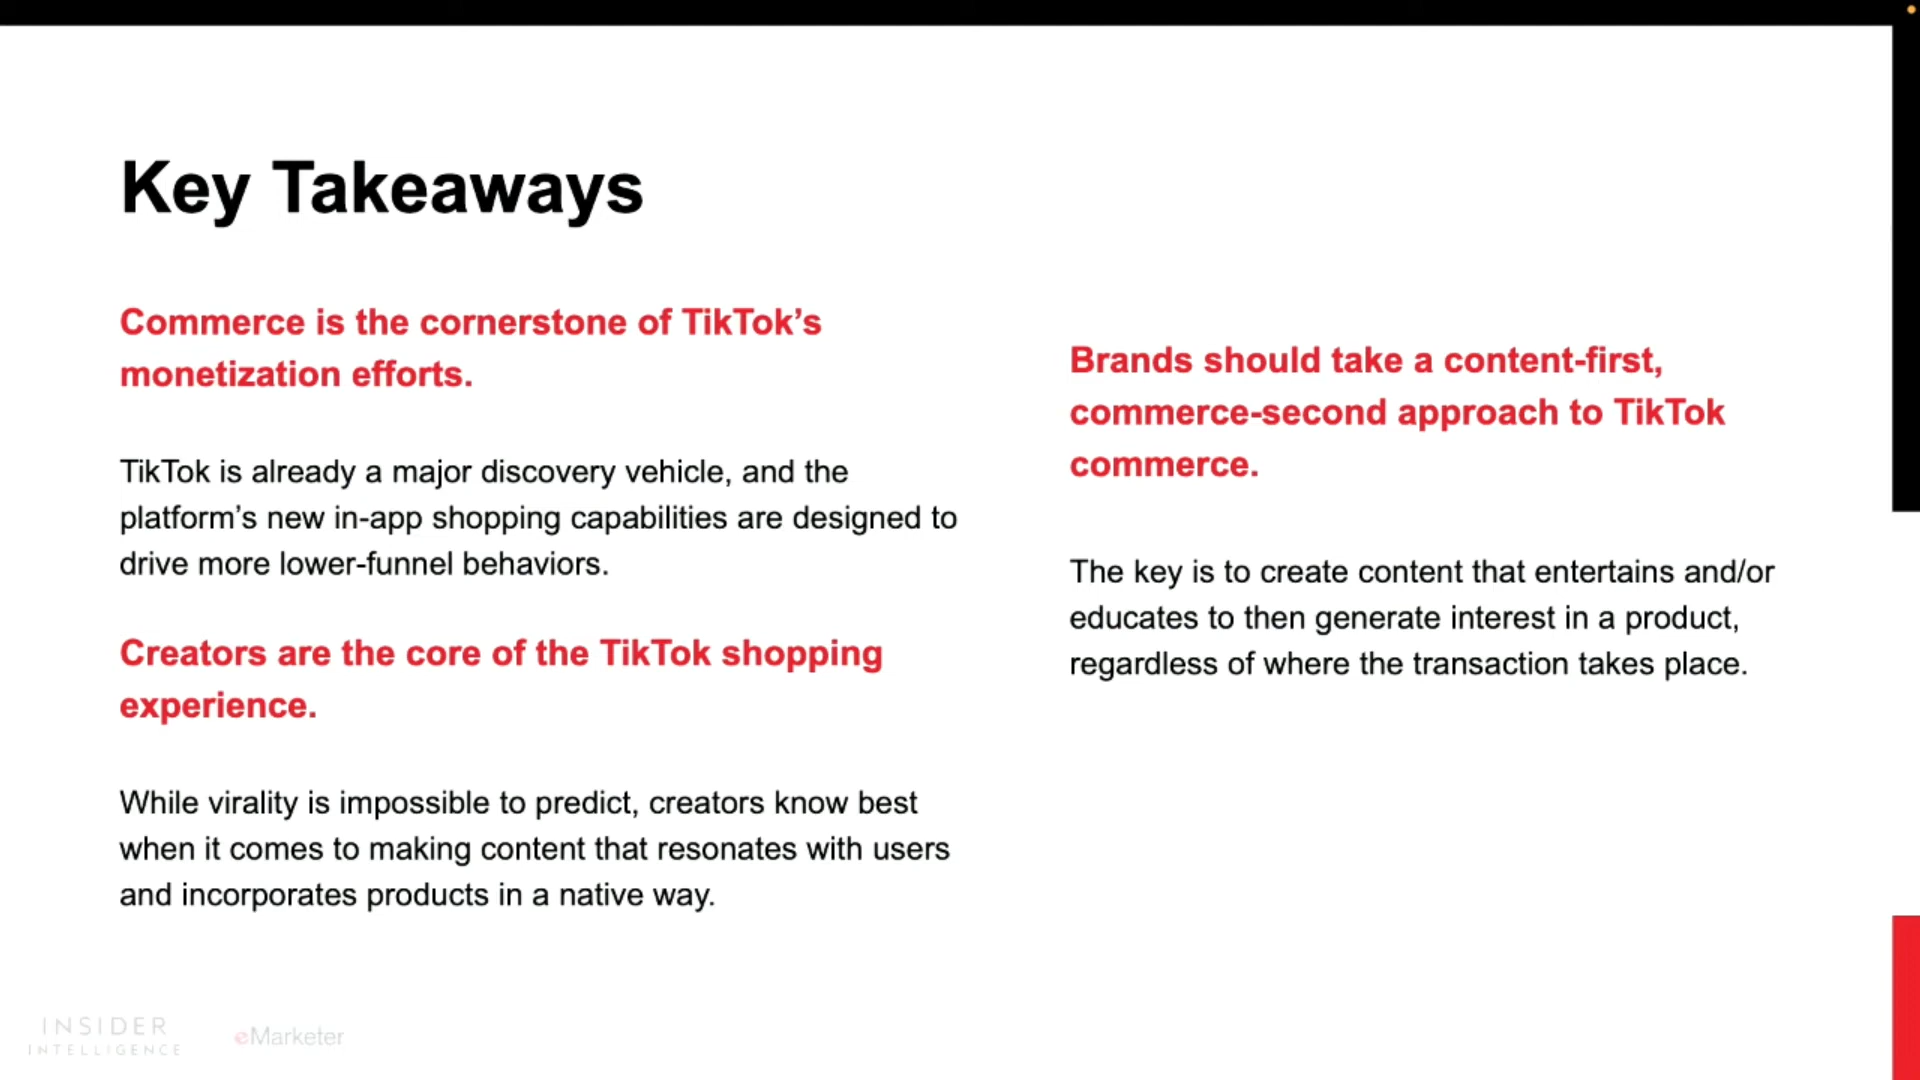 Key Takeaways
Commerce is the cornerstone of TikTok’s
monetization efforts.
TikTok is already a major discovery vehicle, and the
platform’s new in-app shopping capabilities are designed to
drive more lower-funnel behaviors.
Creators are the core of the TikTok shopping
experience.
While virality is impossible to predict, creators know best
when it comes to making content that resonates with users
and incorporates products in a native way.
Brands should take a content-first,
commerce-second approach to TikTok
commerce.
The key is to create content that entertains and/or
educates to then generate interest in a product,
regardless of where the transaction takes place.
INSIDER
INTELLIGENCE
eMarketer